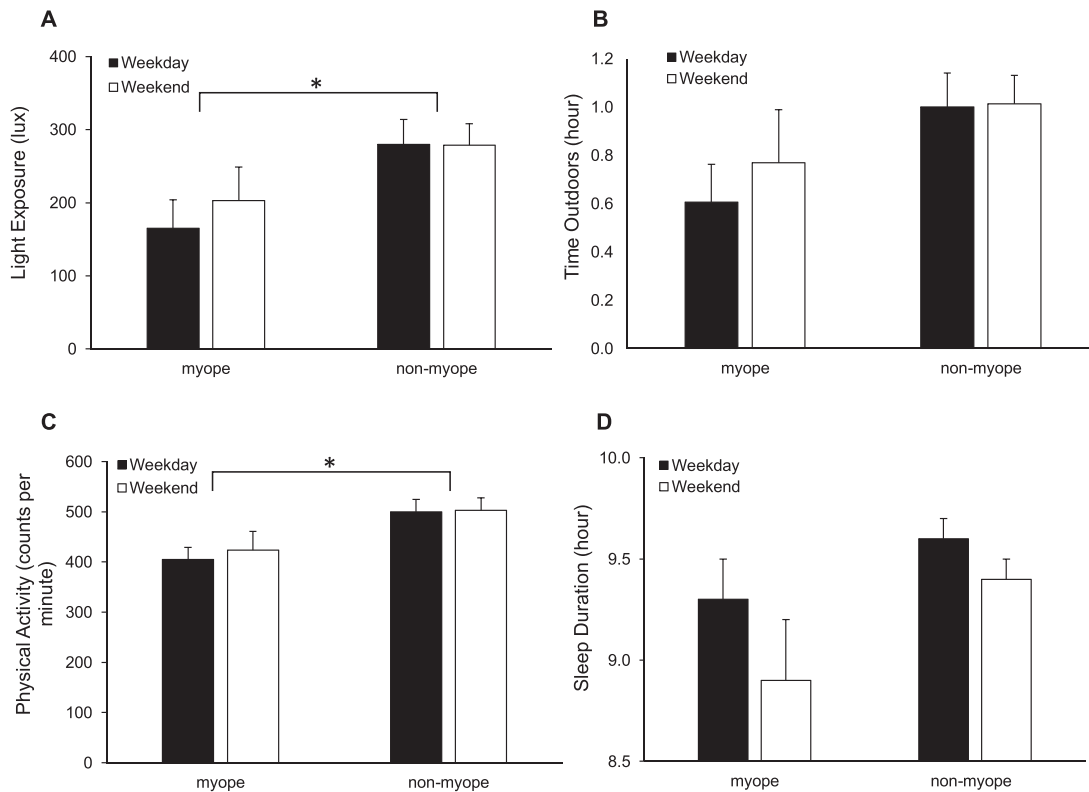 A
Light Exposure (lux)
400
300
200
100
0
Weekday
Weekend
*
myope
non-myope
B
Time Outdoors (hour)
1.2
1.0
0.8
0.6
0.4
0.2
0.0
Weekday
Weekend
myope
non-myope
C
Physical Activity (counts per
minute)
600
500
400
300
200
100
0
Weekday
Weekend
*
myope
non-myope
D
Sleep Duration (hour)
10.0
9.5
9.0
8.5
Weekday
Weekend
myope
non-myope